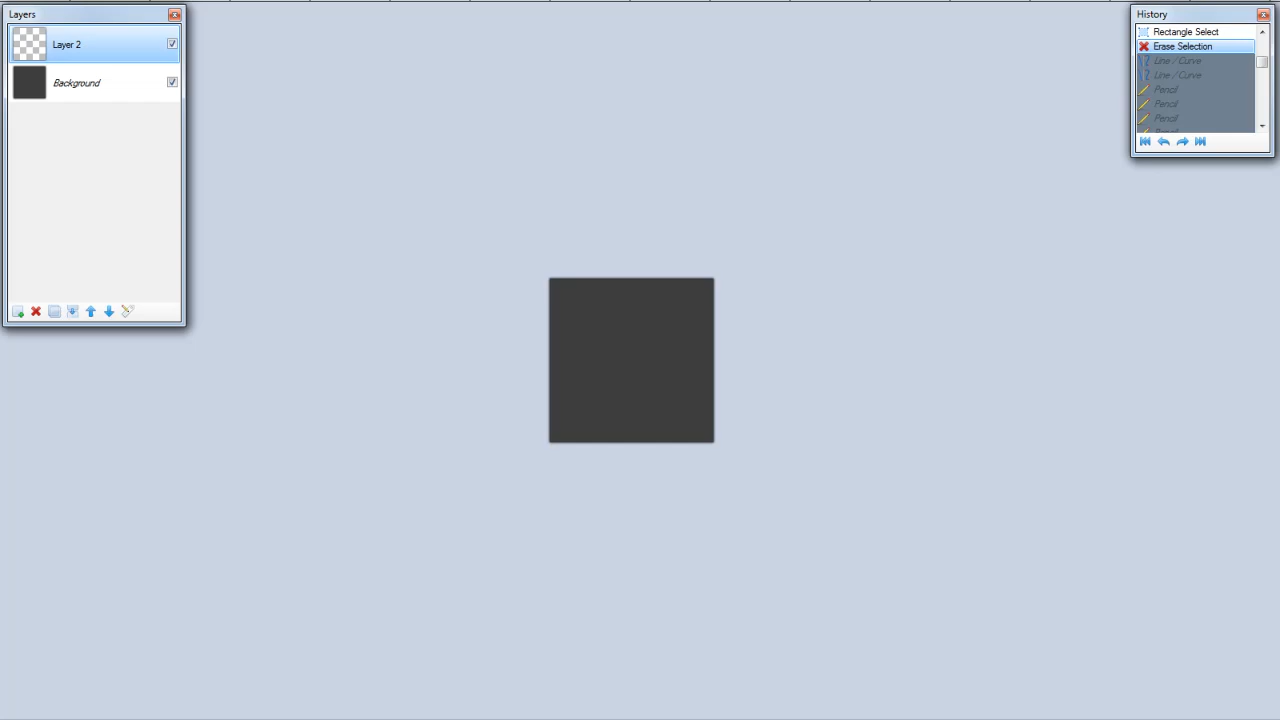 Layers
Layer 2
Background
History
Rectangle Select
Erase Selection
Line / Curve
Line / Curve
Pencil
Pencil
Pencil